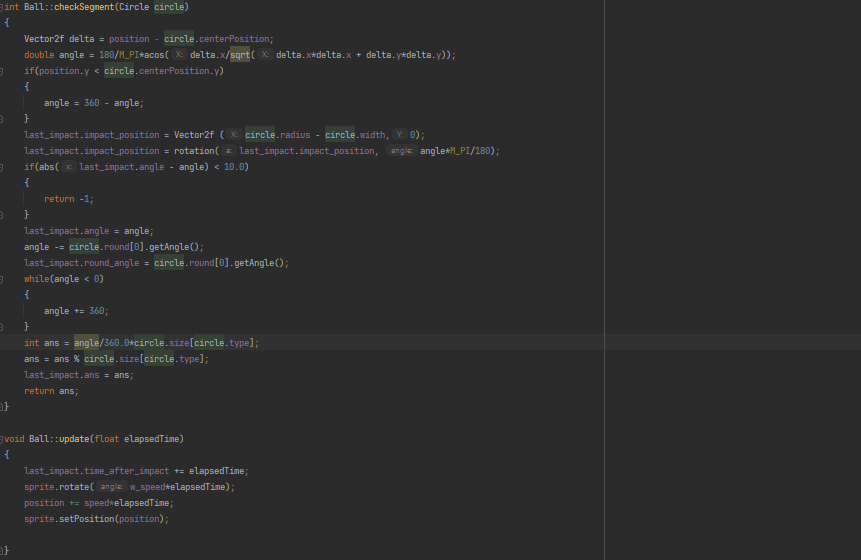 int Ball::checkSegment(Circle circle)
{
Vector2f delta = position - circle.centerPosition;
double angle = 180/M_PI*acos( X: delta.x/sqrt( X: delta.x*delta.x + delta.y*delta.y));
if(position.y < circle.centerPosition.y)
{
angle = 360 - angle;
}
last_impact.impact_position = Vector2f ( X: circle.radius - circle.width, Y: 0);
last_impact.impact_position = rotation( a: last_impact.impact_position, angle: angle*M_PI/180);
if(abs( x: last_impact.angle - angle) < 10.0)
{
return -1;
}
last_impact.angle = angle;
angle -= circle.round[0].getAngle();
last_impact.round_angle = circle.round[0].getAngle();
while(angle < 0)
{
angle += 360;
}
int ans = angle/360.0*circle.size[circle.type];
ans = ans % circle.size[circle.type];
last_impact.ans = ans;
return ans;
}
void Ball::update(float elapsedTime)
{
last_impact.time_after_impact += elapsedTime;
sprite.rotate( angle: w_speed*elapsedTime);
position += speed*elapsedTime;
sprite.setPosition(position);
}